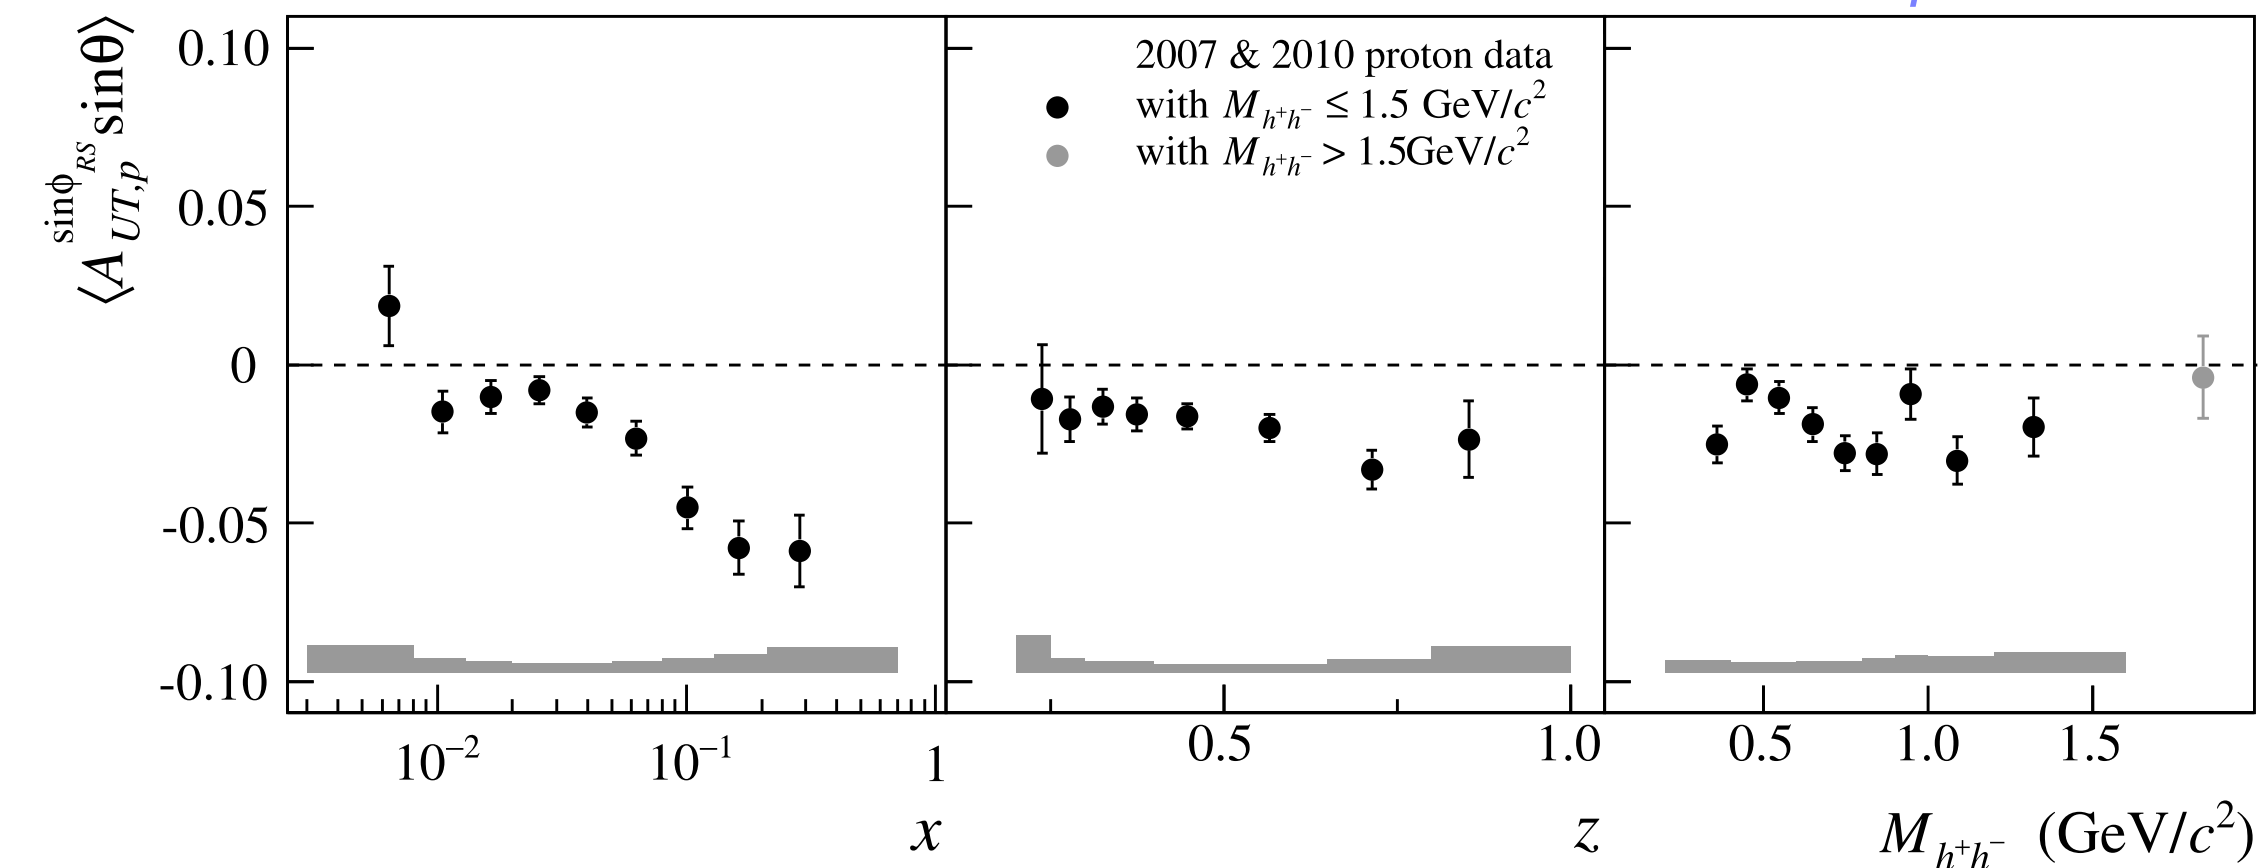 ⟨A^{sinϕ_{RS}}_{UT,p} sinθ⟩
0.10
0.05
0
-0.05
-0.10
2007 & 2010 proton data
with M_{h⁺h⁻} ≤ 1.5 GeV/c²
with M_{h⁺h⁻} > 1.5GeV/c²
10⁻² 10⁻¹ 1
0.5 1.0
0.5 1.0 1.5
x
z
M_{h⁺h⁻} (GeV/c²)